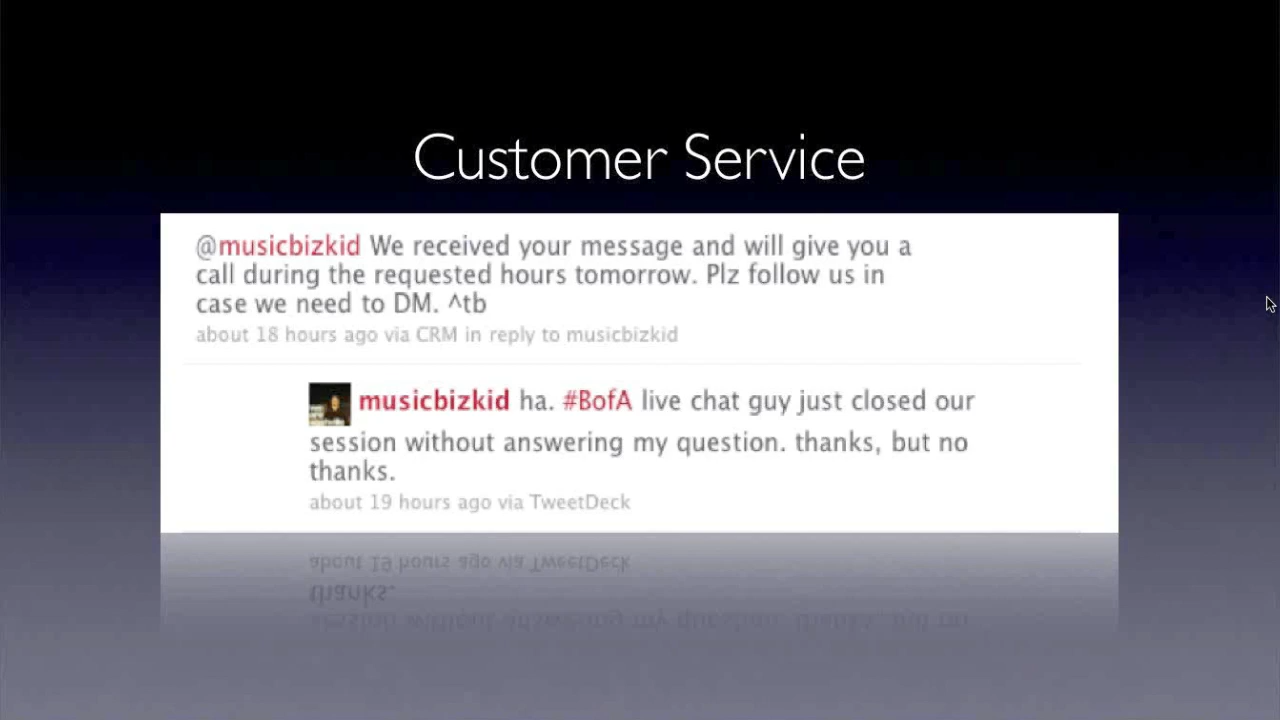 Customer Service
@musicbizkid We received your message and will give you a
call during the requested hours tomorrow. Plz follow us in
case we need to DM. ^tb
about 18 hours ago via CRM in reply to musicbizkid
musicbizkid ha. #BofA live chat guy just closed our
session without answering my question. thanks, but no
thanks.
about 19 hours ago via TweetDeck